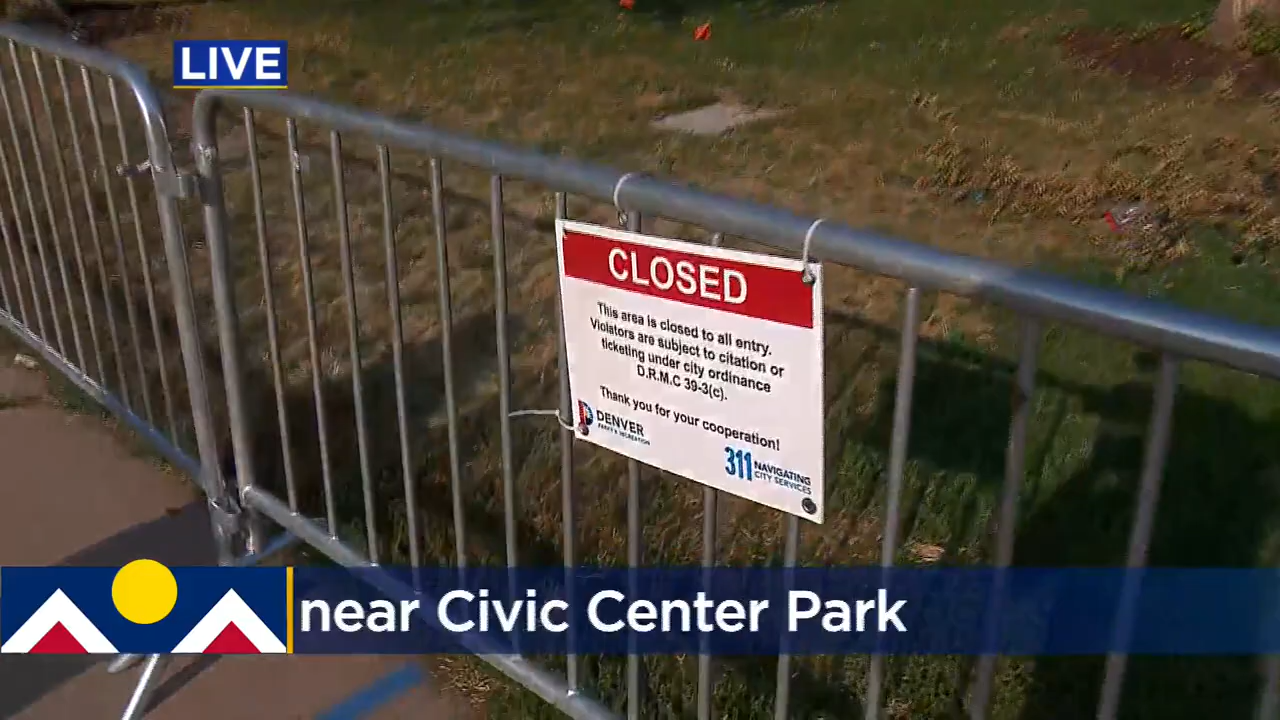 LIVE
CLOSED
This area is closed to all entry.
Violators are subject to citation or
ticketing under city ordinance
D.R.M.C 39-3(c).
Thank you for your cooperation!
DENVER
PARKS & RECREATION
311 NAVIGATING
CITY SERVICES
near Civic Center Park